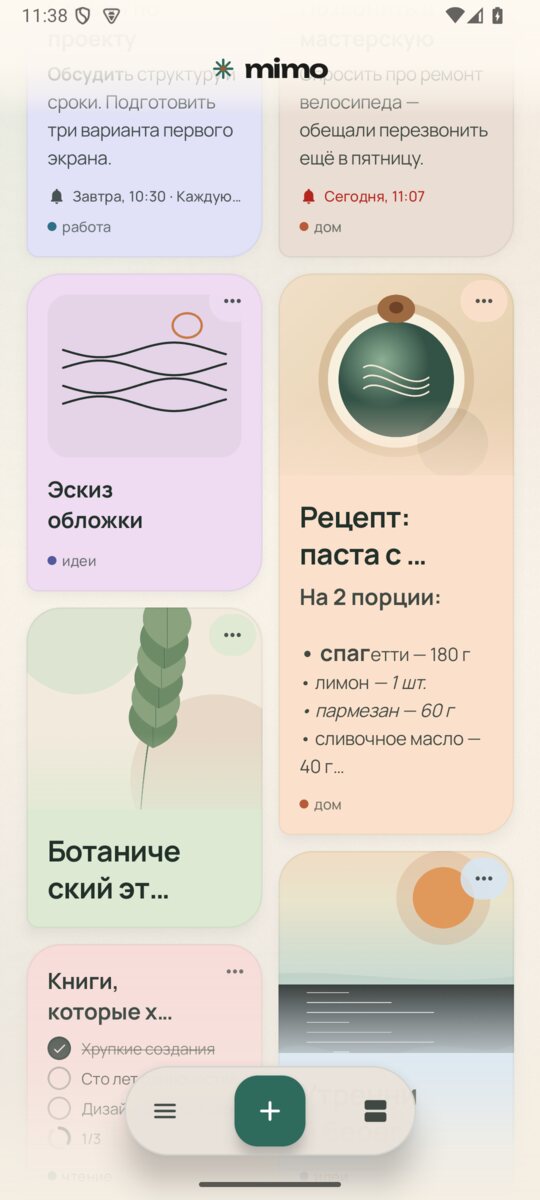 11:38
mimo
проекту
мастерскую
Обсудить структуру и
сроки. Подготовить
три варианта первого
экрана.
Завтра, 10:30 · Каждую…
работа
Спросить про ремонт
велосипеда —
обещали перезвонить
ещё в пятницу.
Сегодня, 11:07
дом
Эскиз
обложки
идеи
Рецепт:
паста с ...
На 2 порции:
• спагетти — 180 г
• лимон — 1 шт.
• пармезан — 60 г
• сливочное масло —
40 г…
дом
Ботаниче
ский эт...
Книги,
которые х...
Хрупкие создания
Сто лет
Дизай
1/3
чтение
идеи